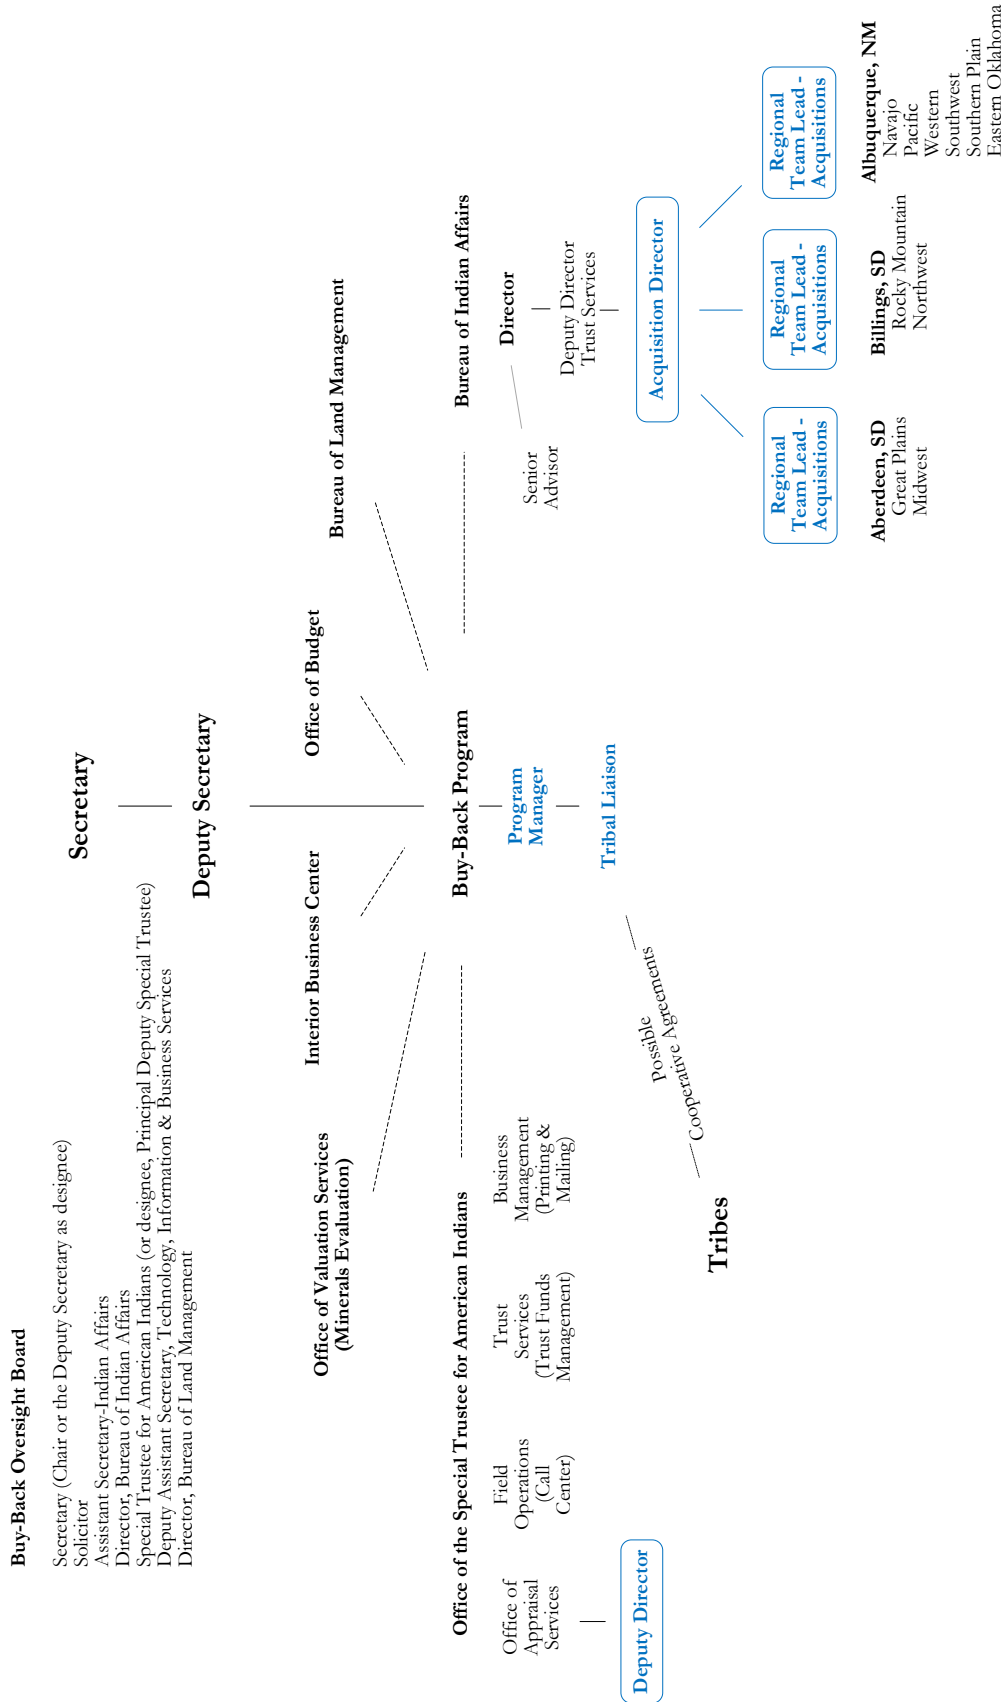 Buy-Back Oversight Board
Secretary (Chair or the Deputy Secretary as designee)
Solicitor
Assistant Secretary-Indian Affairs
Director, Bureau of Indian Affairs
Special Trustee for American Indians (or designee, Principal Deputy Special Trustee)
Deputy Assistant Secretary, Technology, Information & Business Services
Director, Bureau of Land Management
Secretary
Deputy Secretary
Office of Valuation Services
(Minerals Evaluation)
Interior Business Center
Office of Budget
Bureau of Land Management
Office of the Special Trustee for American Indians
Buy-Back Program
Bureau of Indian Affairs
Office of
Appraisal
Services
Field
Operations
(Call
Center)
Trust
Services
(Trust Funds
Management)
Business
Management
(Printing &
Mailing)
Program
Manager
Senior
Advisor
Director
Deputy Director
Trust Services
Deputy Director
Tribal Liaison
Acquisition Director
Possible
Cooperative Agreements
Tribes
Regional
Team Lead -
Acquisitions
Regional
Team Lead -
Acquisitions
Regional
Team Lead -
Acquisitions
Aberdeen, SD
Great Plains
Midwest
Billings, SD
Rocky Mountain
Northwest
Albuquerque, NM
Navajo
Pacific
Western
Southwest
Southern Plain
Eastern Oklahoma